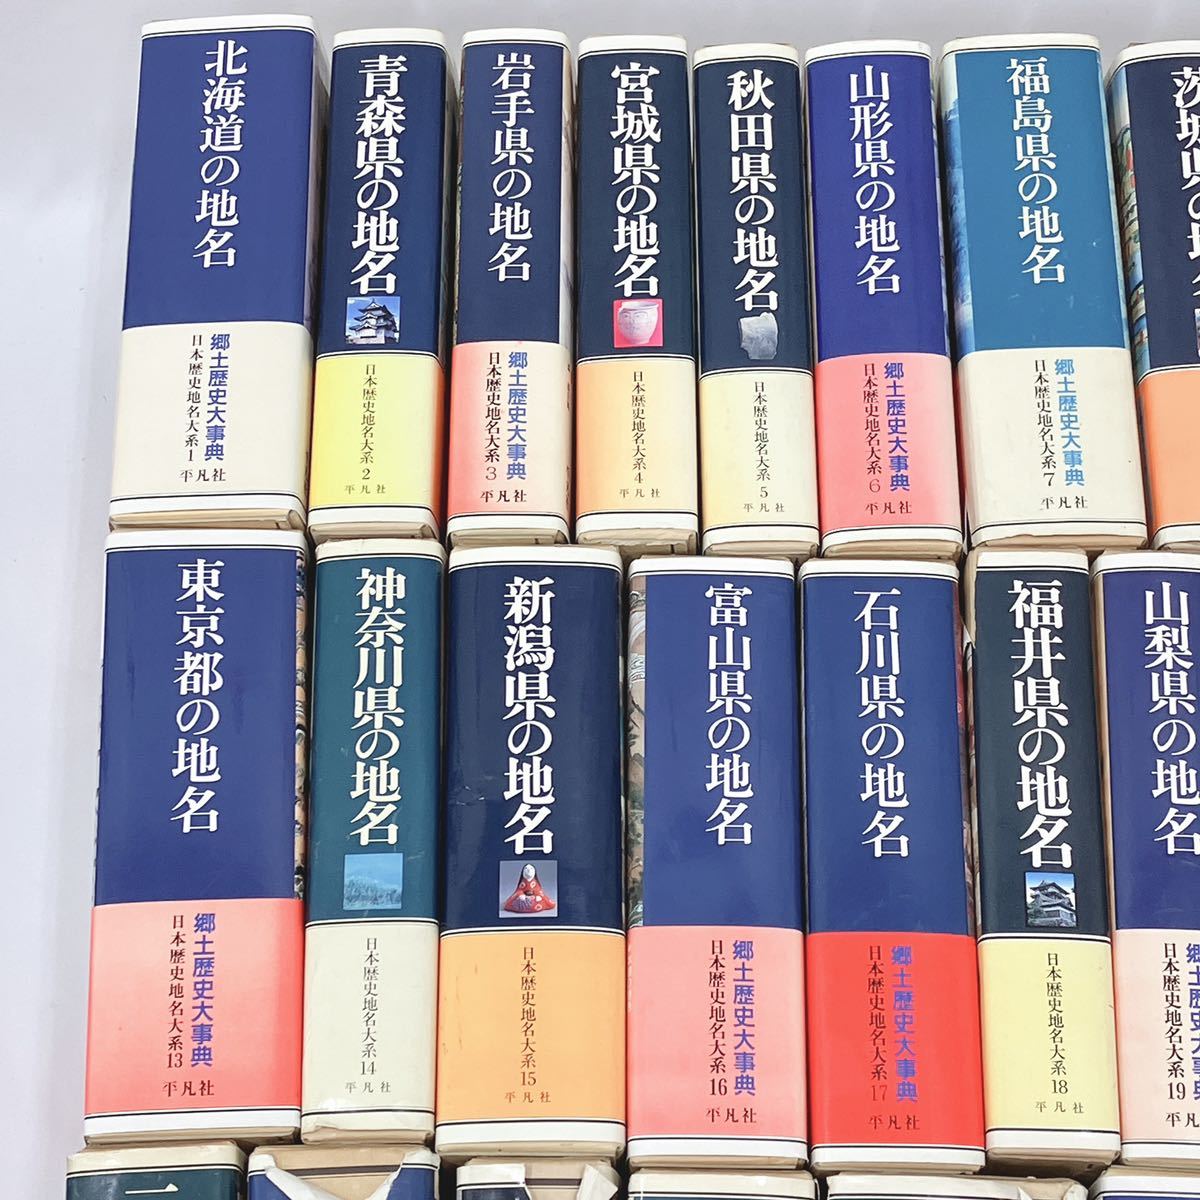 北海道の地名
郷土歴史大事典
日本歴史地名大系1
平凡社
青森県の地名
日本歴史地名大系2
平凡社
岩手県の地名
郷土歴史大事典
日本歴史地名大系3
平凡社
宮城県の地名
日本歴史地名大系4
平凡社
秋田県の地名
日本歴史地名大系5
平凡社
山形県の地名
郷土歴史大事典
日本歴史地名大系6
平凡社
福島県の地名
郷土歴史大事典
日本歴史地名大系7
平凡社
茨城県の地名
東京都の地名
郷土歴史大事典
日本歴史地名大系13
平凡社
神奈川県の地名
日本歴史地名大系14
平凡社
新潟県の地名
日本歴史地名大系15
平凡社
富山県の地名
郷土歴史大事典
日本歴史地名大系16
平凡社
石川県の地名
郷土歴史大事典
日本歴史地名大系17
平凡社
福井県の地名
日本歴史地名大系18
平凡社
山梨県の地名
郷土歴史大事典
日本歴史地名大系19
平凡